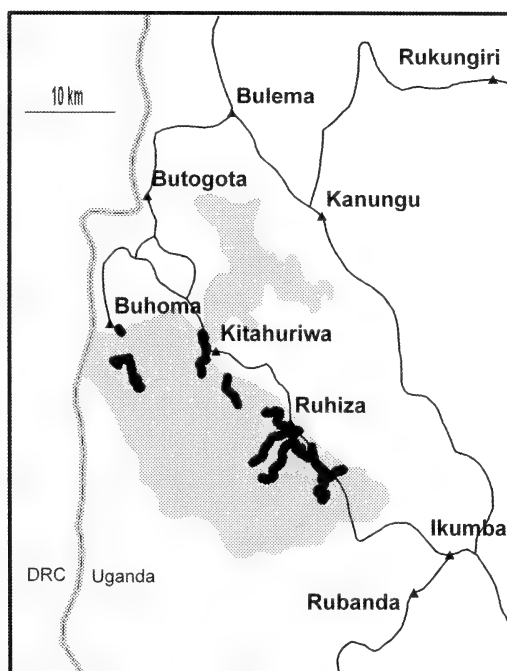 Rukungiri
10 km
Bulema
Butogota
Kanungu
Buhoma
Kitahuriwa
Ruhiza
Ikumba
DRC Uganda
Rubanda